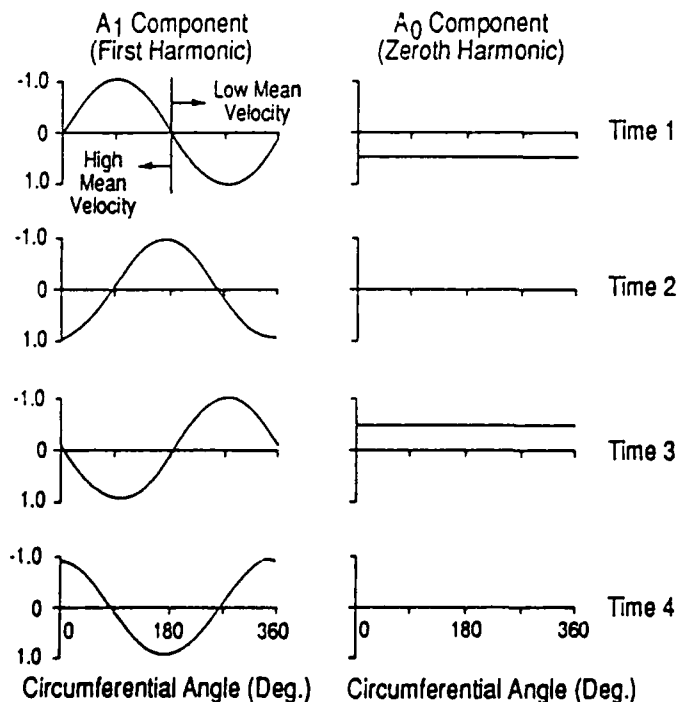 A1 Component
(First Harmonic)
A0 Component
(Zeroth Harmonic)
-1.0
0
1.0
Low Mean
Velocity
High
Mean
Velocity
Time 1
-1.0
0
1.0
Time 2
-1.0
0
1.0
Time 3
-1.0
0
1.0
0 180 360
0 180 360
Time 4
Circumferential Angle (Deg.)
Circumferential Angle (Deg.)